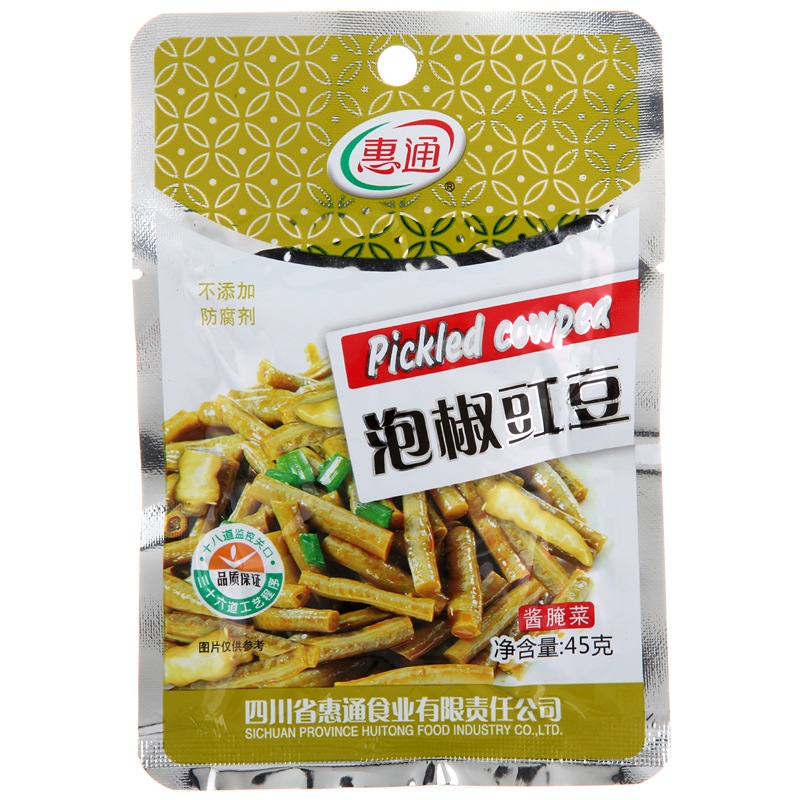 惠通
®
不添加
防腐剂
Pickled cowpea
泡椒豇豆
十八道监控关口
品质保证
三十六道工艺程序
酱腌菜
图片仅供参考
净含量:45克
四川省惠通食业有限责任公司
SICHUAN PROVINCE HUITONG FOOD INDUSTRY CO.,LTD.